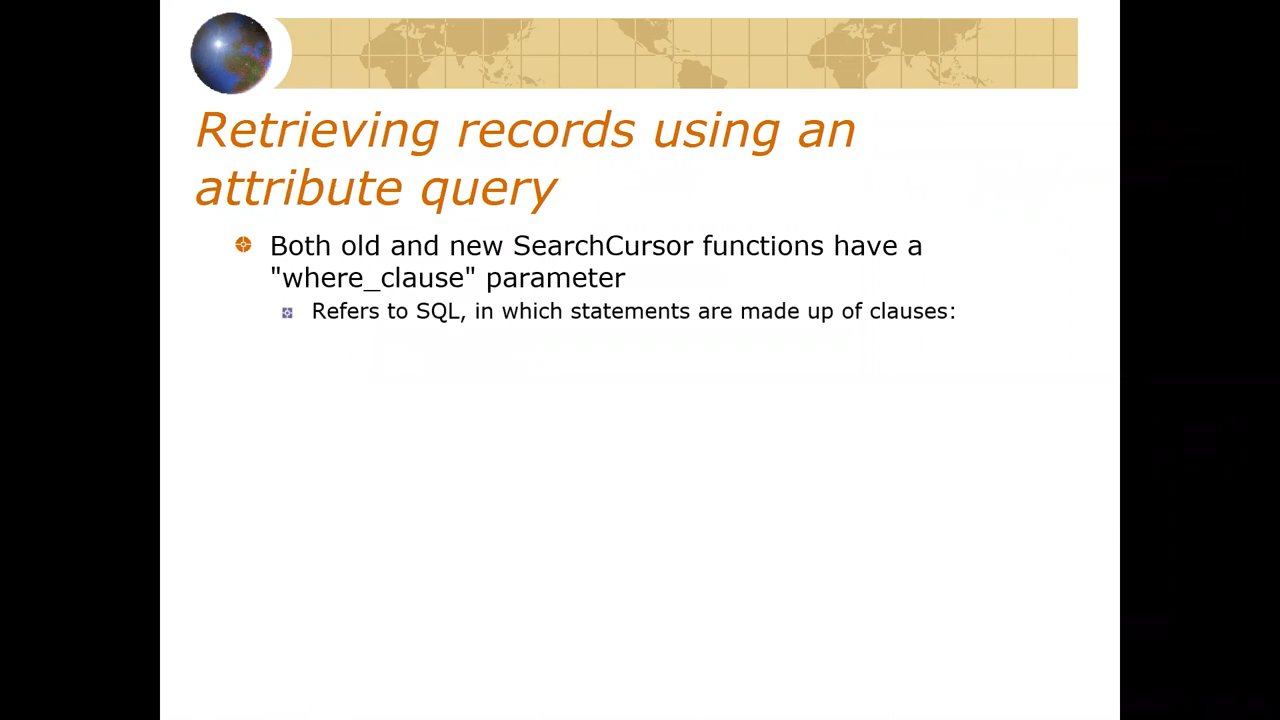 Retrieving records using an
attribute query
Both old and new SearchCursor functions have a
"where_clause" parameter
Refers to SQL, in which statements are made up of clauses: